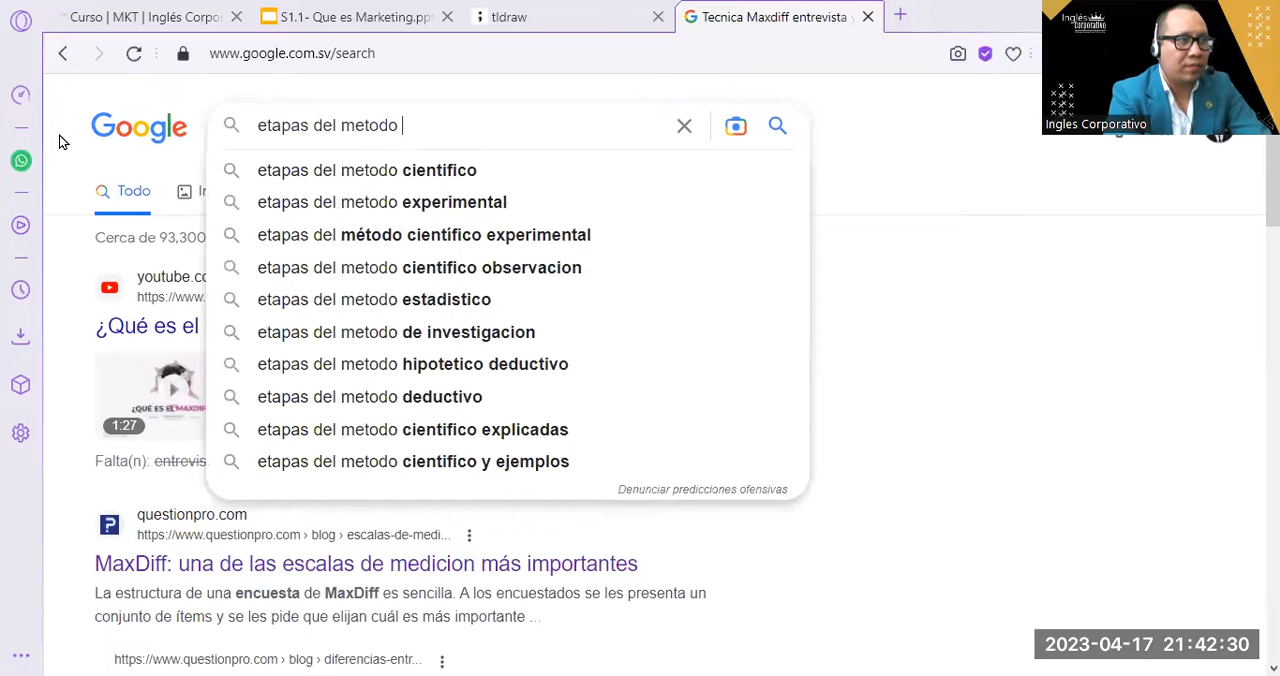 Curso | MKT | Inglés Corpo
S1.1- Que es Marketing.pp
tldraw
Tecnica Maxdiff entrevista
www.google.com.sv/search
Inglés
Corporativo
Ingles Corporativo
Google
etapas del metodo
etapas del metodo cientifico
etapas del metodo experimental
etapas del método científico experimental
etapas del metodo cientifico observacion
etapas del metodo estadistico
etapas del metodo de investigacion
etapas del metodo hipotetico deductivo
etapas del metodo deductivo
etapas del metodo cientifico explicadas
etapas del metodo cientifico y ejemplos
Denunciar predicciones ofensivas
Todo
Cerca de 93,300
youtube.co
https://www.
¿Qué es el
¿QUÉ ES EL MAXDIF
1:27
Falta(n): entrevis
questionpro.com
https://www.questionpro.com › blog › escalas-de-medi...
MaxDiff: una de las escalas de medicion más importantes
La estructura de una encuesta de MaxDiff es sencilla. A los encuestados se les presenta un
conjunto de ítems y se les pide que elijan cuál es más importante ...
https://www.questionpro.com › blog › diferencias-entr...
2023-04-17 21:42:30